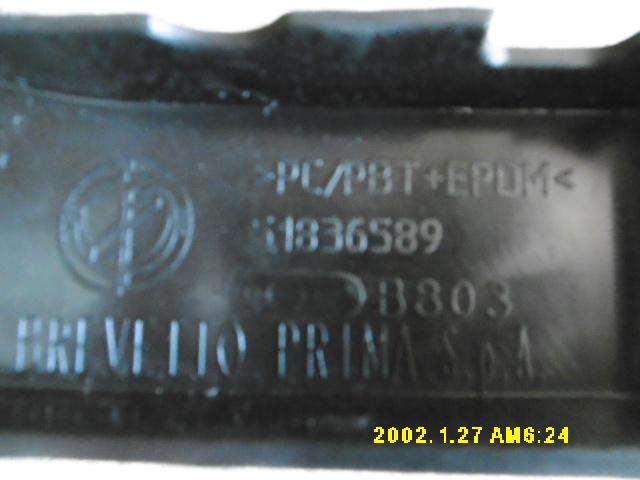 >PC/PBT+EPDM<
51836589
B803
BREVETTO PRIMA S.p.A.
2002.1.27 AM6:24